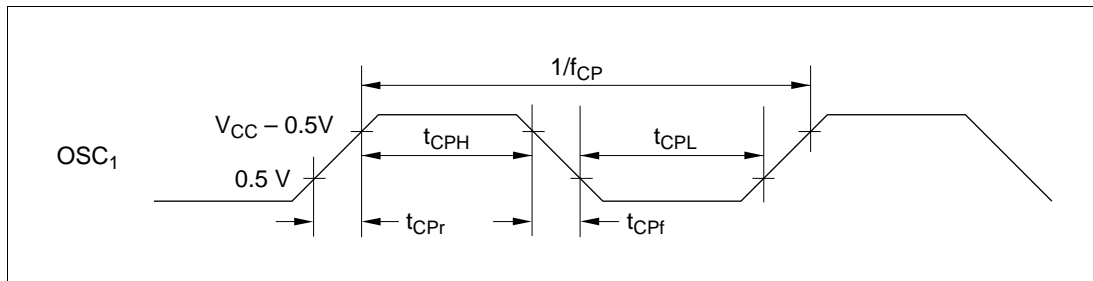 1/fCP
VCC – 0.5V
tCPH
tCPL
OSC1
0.5 V
tCPr
tCPf